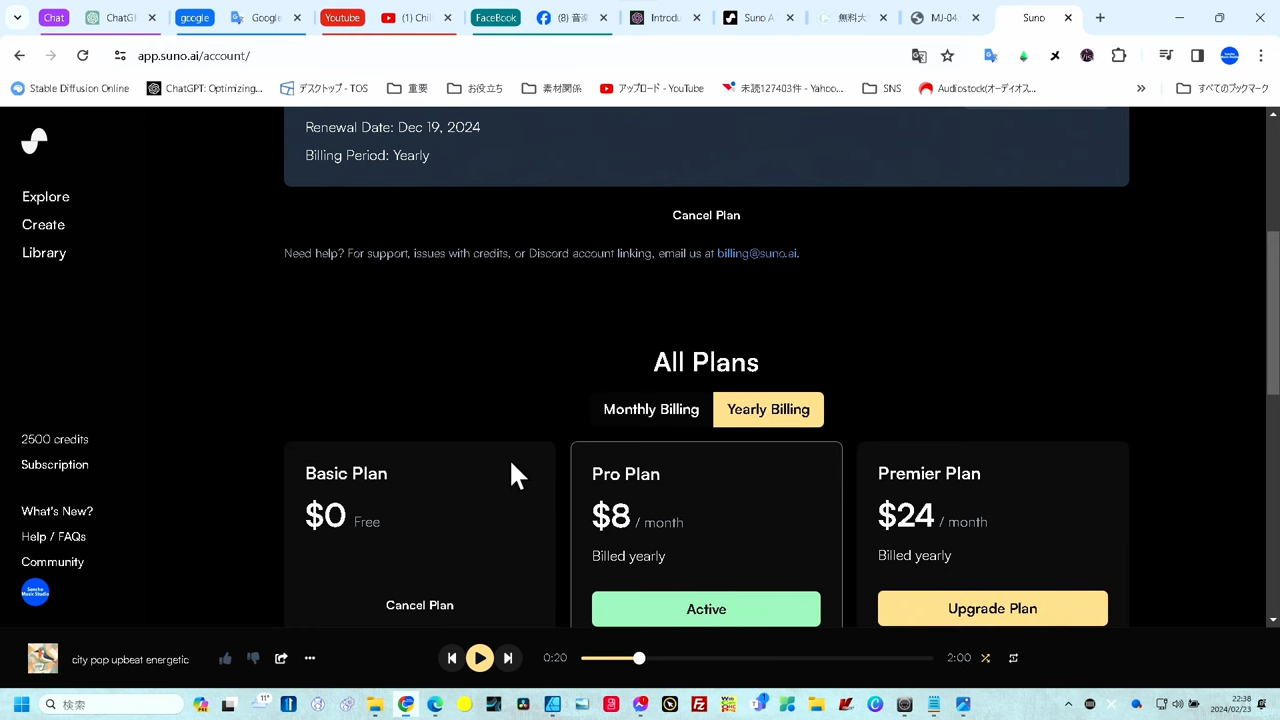 Chat
ChatGI
google
Google
Youtube
(1) Chil
FaceBook
(8) 音楽
Introdu
Suno A
無料大
MJ-04
Suno
app.suno.ai/account/
Stable Diffusion Online
ChatGPT: Optimizing...
デスクトップ - TOS
重要
お役立ち
素材関係
アップロード - YouTube
未読127403件 - Yahoo...
SNS
Audiostock(オーディオス...
すべてのブックマーク
Renewal Date: Dec 19, 2024
Billing Period: Yearly
Cancel Plan
Need help? For support, issues with credits, or Discord account linking, email us at billing@suno.ai.
Explore
Create
Library
2500 credits
Subscription
What's New?
Help / FAQs
Community
Sancho
Music Studio
All Plans
Monthly Billing
Yearly Billing
Basic Plan
$0 Free
Cancel Plan
Pro Plan
$8 / month
Billed yearly
Active
Premier Plan
$24 / month
Billed yearly
Upgrade Plan
city pop upbeat energetic
0:20
2:00
検索
11°
22:38
2024/02/23